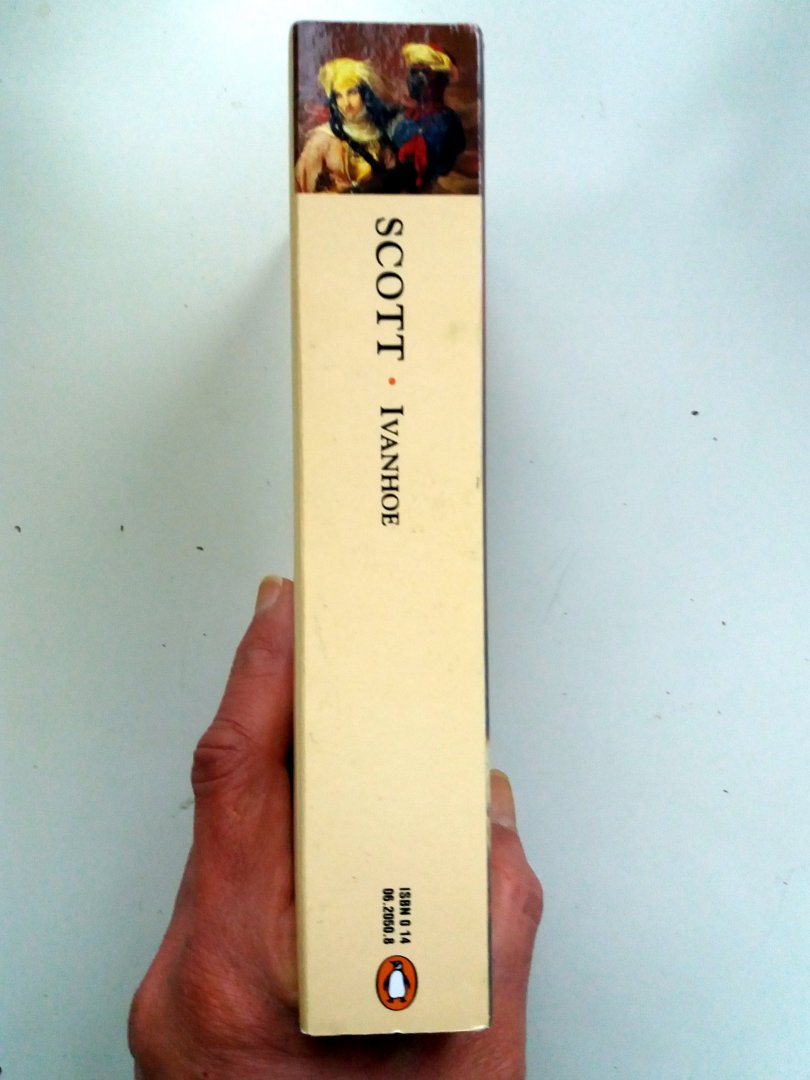 SCOTT • IVANHOE
ISBN 0 14
06.2050.8